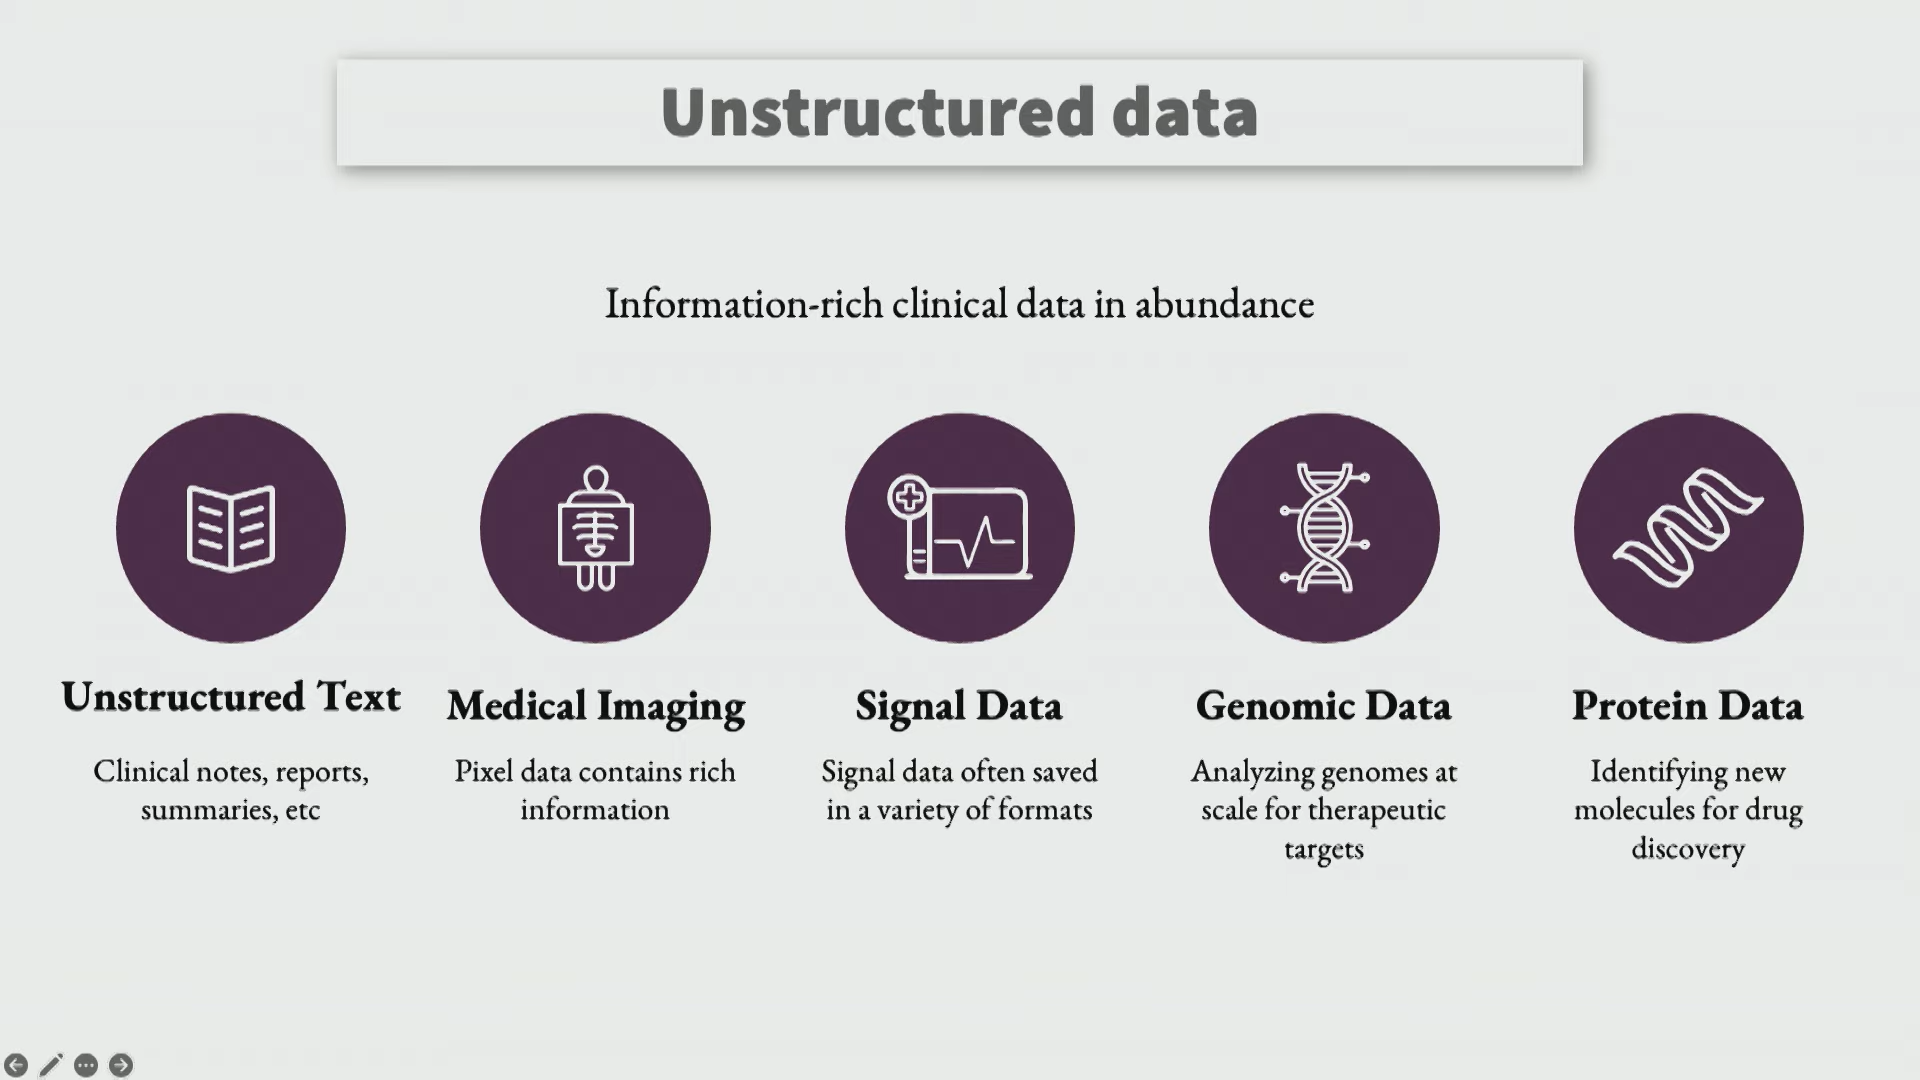 Unstructured data
Information-rich clinical data in abundance
Unstructured Text
Clinical notes, reports,
summaries, etc
Medical Imaging
Pixel data contains rich
information
Signal Data
Signal data often saved
in a variety of formats
Genomic Data
Analyzing genomes at
scale for therapeutic
targets
Protein Data
Identifying new
molecules for drug
discovery